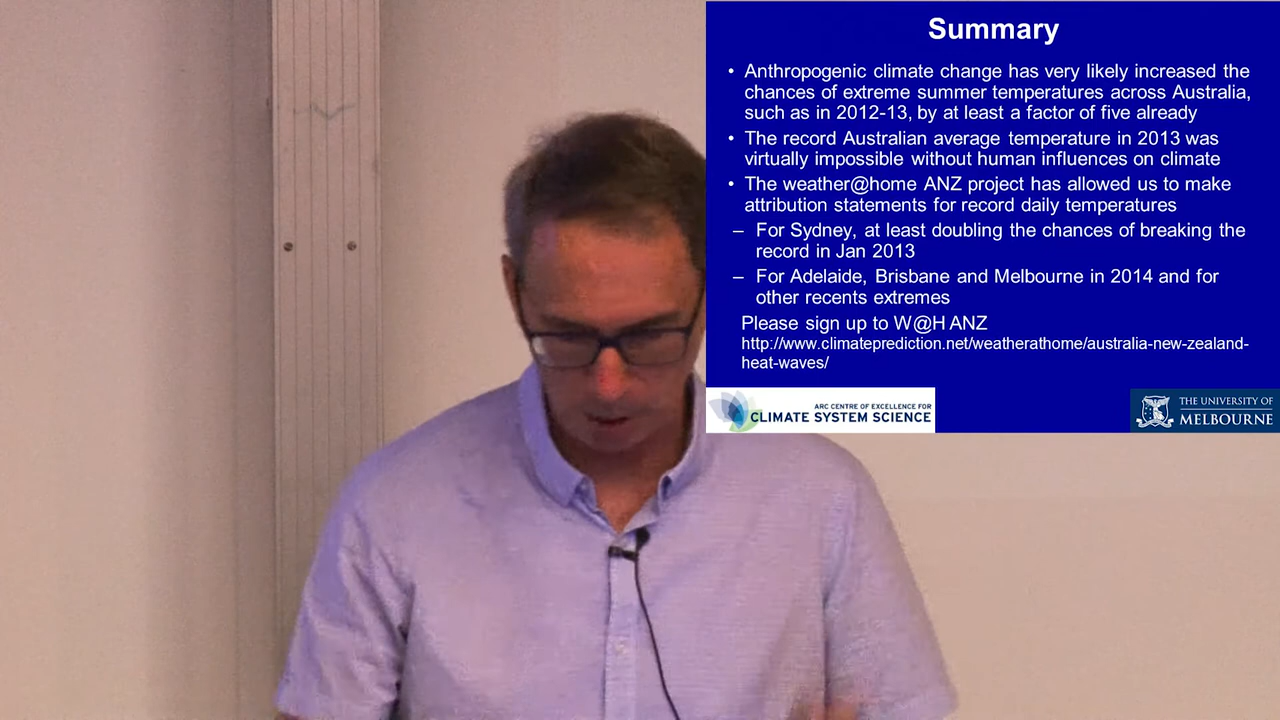 Summary
• Anthropogenic climate change has very likely increased the
chances of extreme summer temperatures across Australia,
such as in 2012-13, by at least a factor of five already
• The record Australian average temperature in 2013 was
virtually impossible without human influences on climate
• The weather@home ANZ project has allowed us to make
attribution statements for record daily temperatures
– For Sydney, at least doubling the chances of breaking the
record in Jan 2013
– For Adelaide, Brisbane and Melbourne in 2014 and for
other recents extremes
Please sign up to W@H ANZ
http://www.climateprediction.net/weatherathome/australia-new-zealand-
heat-waves/
ARC CENTRE OF EXCELLENCE FOR
CLIMATE SYSTEM SCIENCE
THE UNIVERSITY OF
MELBOURNE